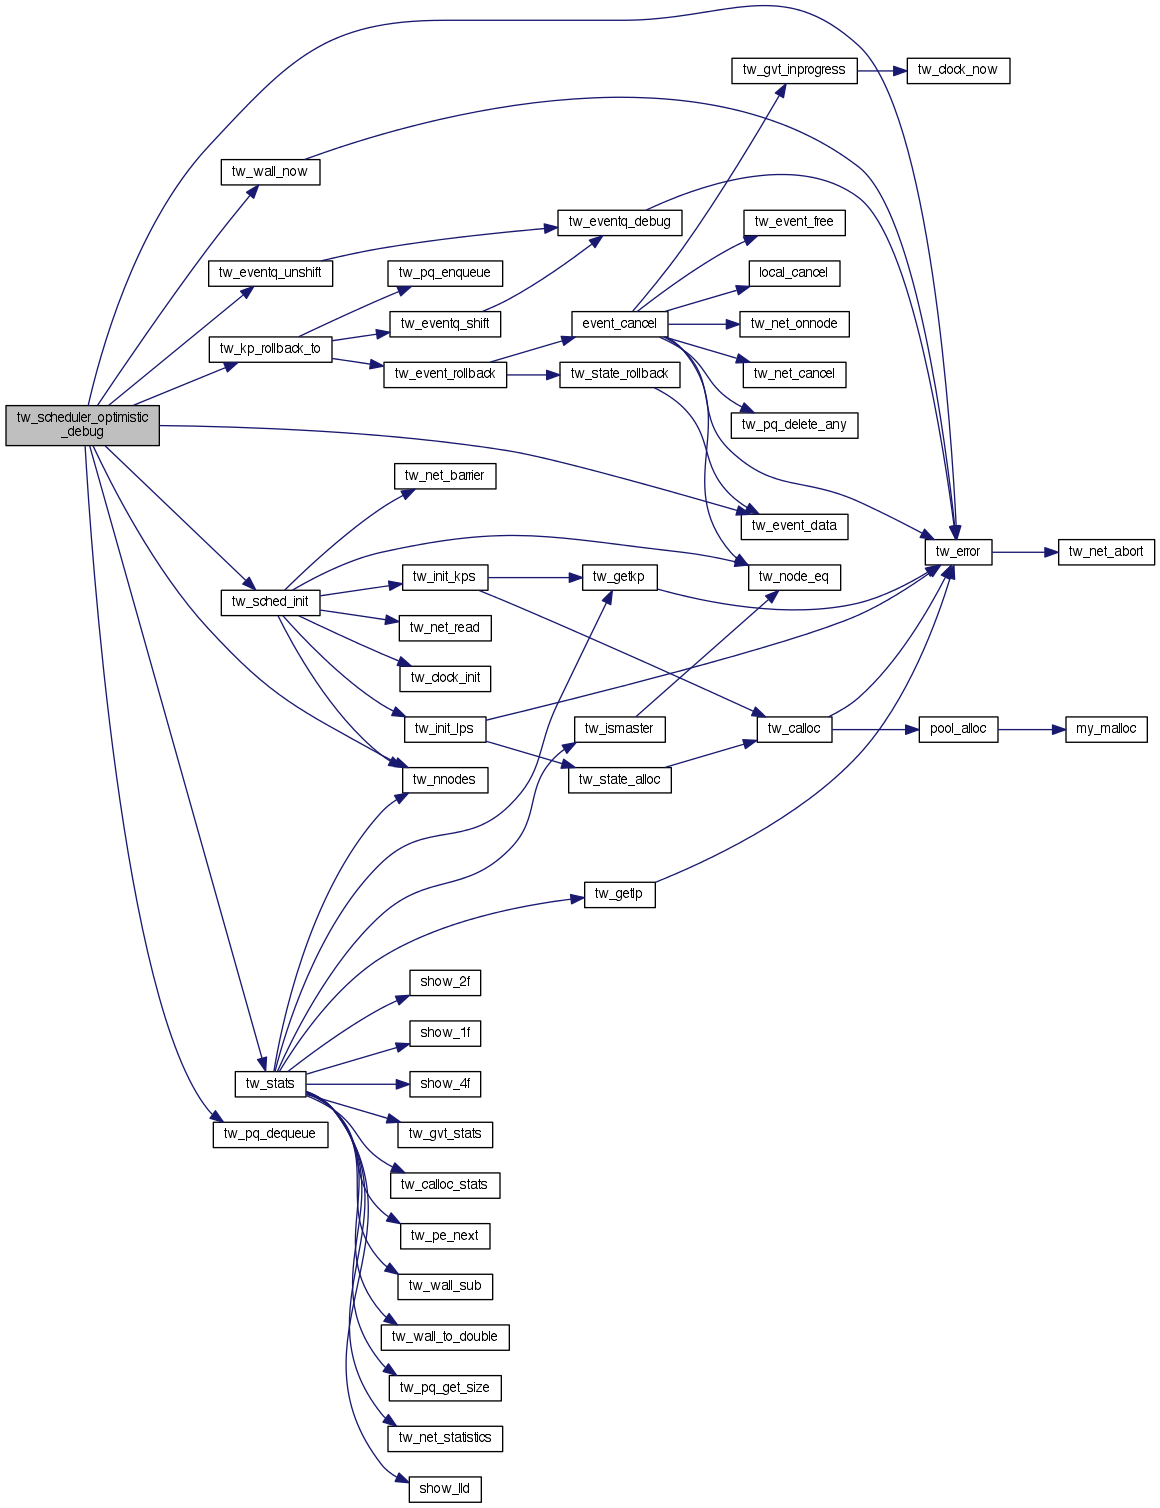 tw_gvt_inprogress
tw_clock_now
tw_wall_now
tw_eventq_debug
tw_event_free
tw_eventq_unshift
tw_pq_enqueue
local_cancel
tw_eventq_shift
event_cancel
tw_net_onnode
tw_kp_rollback_to
tw_event_rollback
tw_state_rollback
tw_net_cancel
tw_scheduler_optimistic
_debug
tw_pq_delete_any
tw_net_barrier
tw_event_data
tw_error
tw_net_abort
tw_sched_init
tw_init_kps
tw_getkp
tw_node_eq
tw_net_read
tw_clock_init
tw_init_lps
tw_ismaster
tw_calloc
pool_alloc
my_malloc
tw_nnodes
tw_state_alloc
tw_getlp
show_2f
show_1f
tw_stats
show_4f
tw_pq_dequeue
tw_gvt_stats
tw_calloc_stats
tw_pe_next
tw_wall_sub
tw_wall_to_double
tw_pq_get_size
tw_net_statistics
show_lld